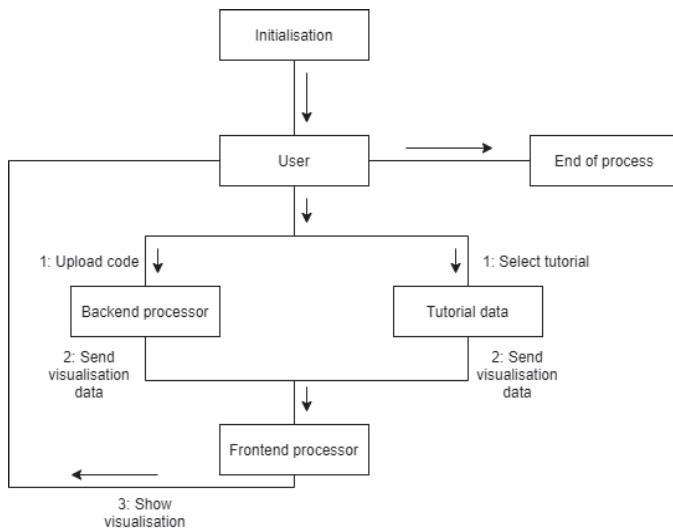 Initialisation
User
End of process
1: Upload code
1: Select tutorial
Backend processor
Tutorial data
2: Send
visualisation
data
2: Send
visualisation
data
Frontend processor
3: Show
visualisation